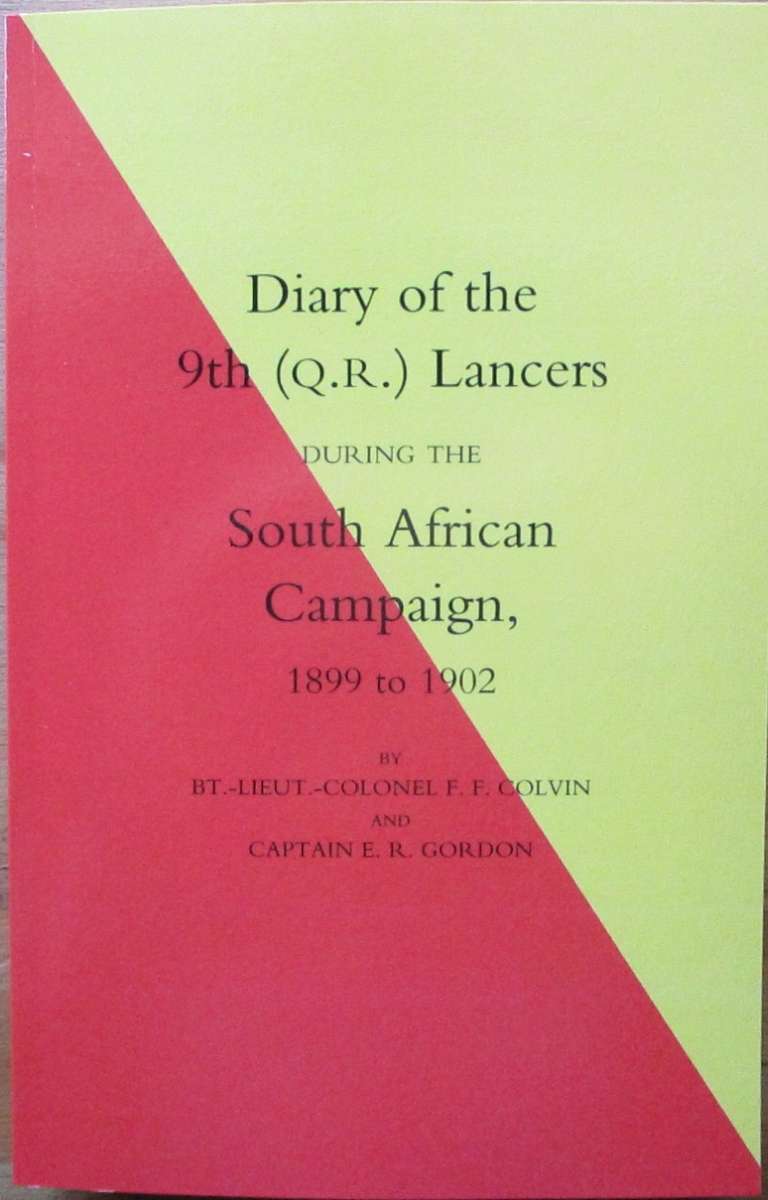 Diary of the
9th (Q.R.) Lancers
DURING THE
South African
Campaign,
1899 to 1902
BY
BT.-LIEUT.-COLONEL F. F. COLVIN
AND
CAPTAIN E. R. GORDON